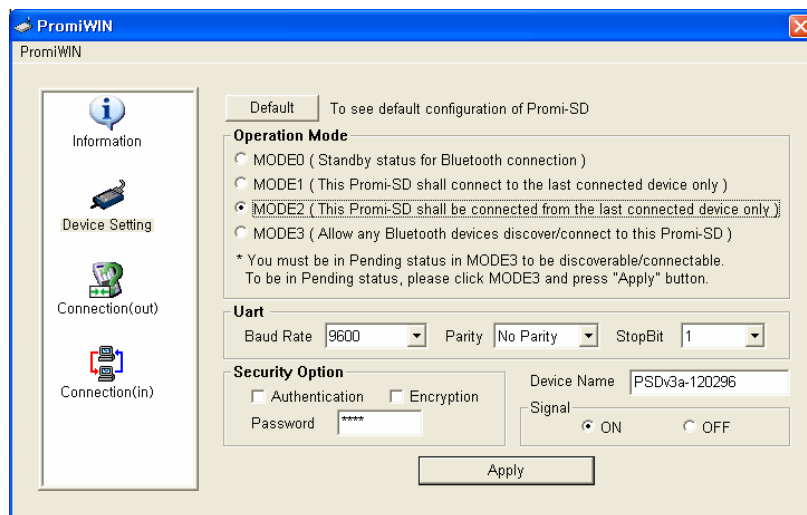 PromiWIN
PromiWIN
Information
Device Setting
Connection(out)
Connection(in)
Default To see default configuration of Promi-SD
Operation Mode
MODE0 ( Standby status for Bluetooth connection )
MODE1 ( This Promi-SD shall connect to the last connected device only )
MODE2 ( This Promi-SD shall be connected from the last connected device only )
MODE3 ( Allow any Bluetooth devices discover/connect to this Promi-SD )
* You must be in Pending status in MODE3 to be discoverable/connectable.
To be in Pending status, please click MODE3 and press "Apply" button.
Uart
Baud Rate 9600 Parity No Parity StopBit 1
Security Option
Authentication Encryption
Password ****
Device Name PSDv3a-120296
Signal
ON OFF
Apply